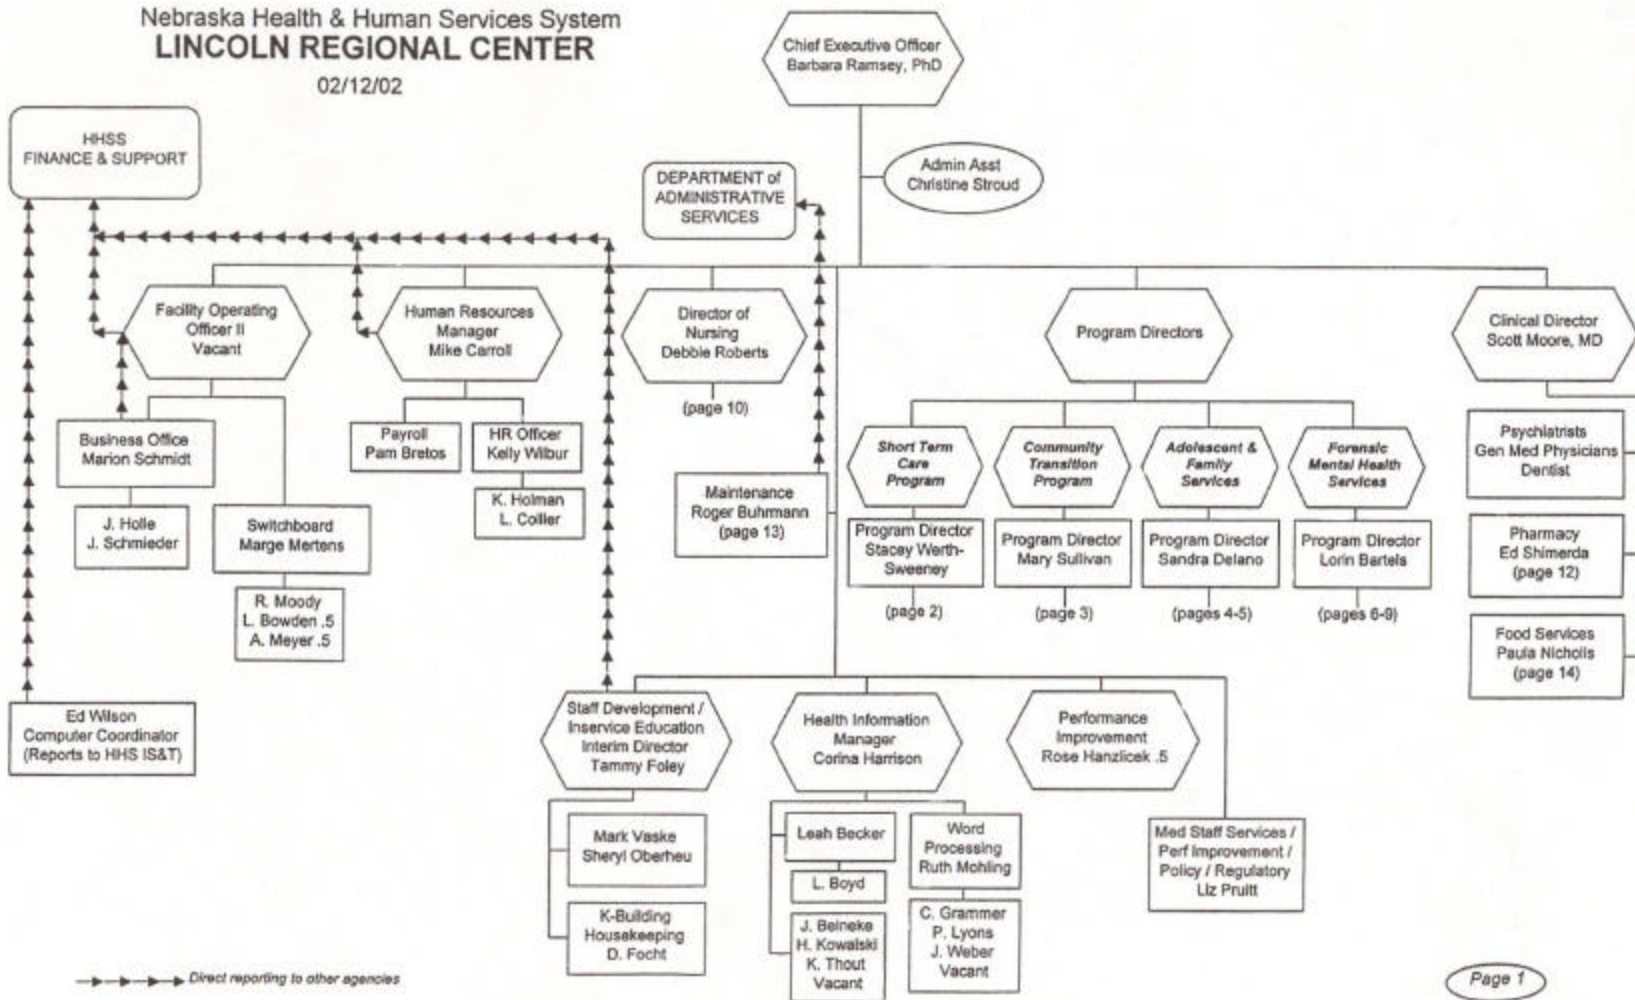 Nebraska Health & Human Services System
LINCOLN REGIONAL CENTER
02/12/02
Chief Executive Officer
Barbara Ramsey, PhD
HHSS
FINANCE & SUPPORT
DEPARTMENT of
ADMINISTRATIVE
SERVICES
Admin Asst
Christine Stroud
Facility Operating
Officer II
Vacant
Human Resources
Manager
Mike Carroll
Director of
Nursing
Debbie Roberts
(page 10)
Program Directors
Clinical Director
Scott Moore, MD
Business Office
Marion Schmidt
J. Holle
J. Schmieder
Switchboard
Marge Mertens
R. Moody
L. Bowden .5
A. Meyer .5
Payroll
Pam Bretos
HR Officer
Kelly Wilbur
K. Holman
L. Collier
Maintenance
Roger Buhrmann
(page 13)
Short Term
Care
Program
Program Director
Stacey Werth-
Sweeney
(page 2)
Community
Transition
Program
Program Director
Mary Sullivan
(page 3)
Adolescent &
Family
Services
Program Director
Sandra Delano
(pages 4-5)
Forensic
Mental Health
Services
Program Director
Lorin Bartels
(pages 6-9)
Psychiatrists
Gen Med Physicians
Dentist
Pharmacy
Ed Shimerda
(page 12)
Food Services
Paula Nicholls
(page 14)
Ed Wilson
Computer Coordinator
(Reports to HHS IS&T)
Staff Development /
Inservice Education
Interim Director
Tammy Foley
Mark Vaske
Sheryl Oberheu
K-Building
Housekeeping
D. Focht
Health Information
Manager
Corina Harrison
Leah Becker
L. Boyd
J. Beineke
H. Kowalski
K. Thout
Vacant
Word
Processing
Ruth Mohling
C. Grammer
P. Lyons
J. Weber
Vacant
Performance
Improvement
Rose Hanzlicek .5
Med Staff Services /
Perf Improvement /
Policy / Regulatory
Liz Pruitt
Direct reporting to other agencies
Page 1